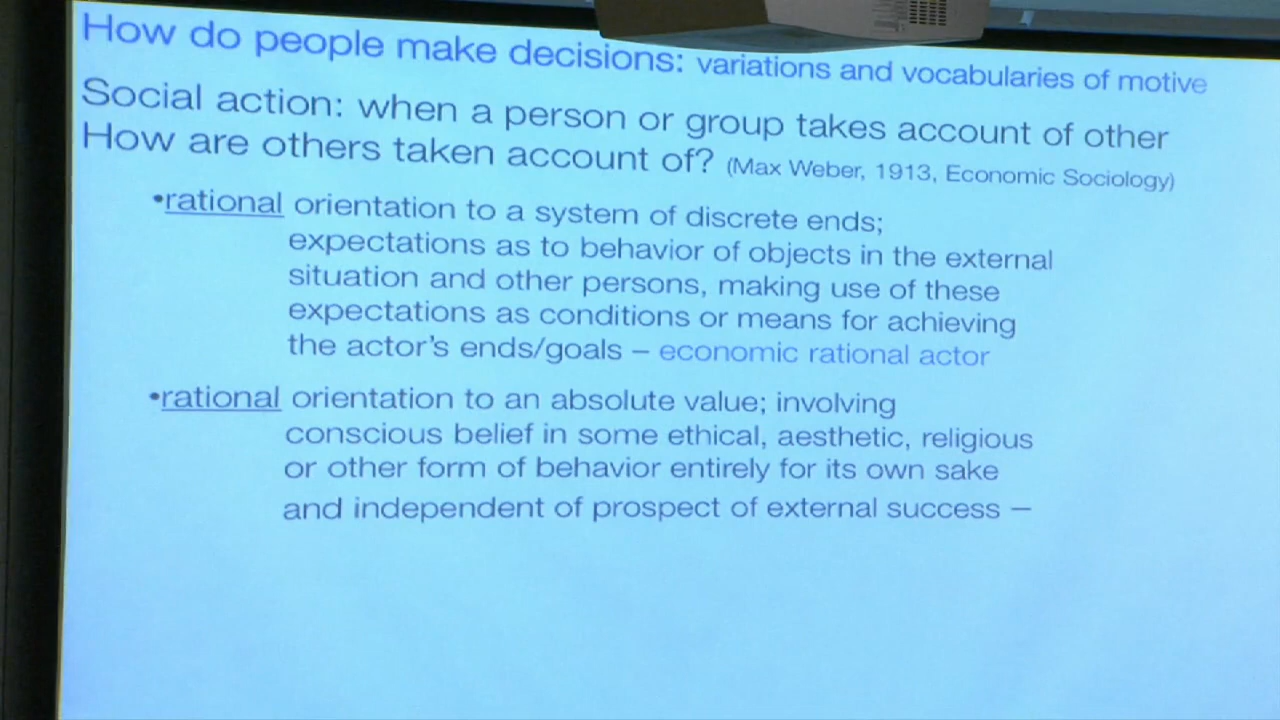 How do people make decisions: variations and vocabularies of motive
Social action: when a person or group takes account of other
How are others taken account of? (Max Weber, 1913, Economic Sociology)
•rational orientation to a system of discrete ends;
expectations as to behavior of objects in the external
situation and other persons, making use of these
expectations as conditions or means for achieving
the actor's ends/goals – economic rational actor
•rational orientation to an absolute value; involving
conscious belief in some ethical, aesthetic, religious
or other form of behavior entirely for its own sake
and independent of prospect of external success –